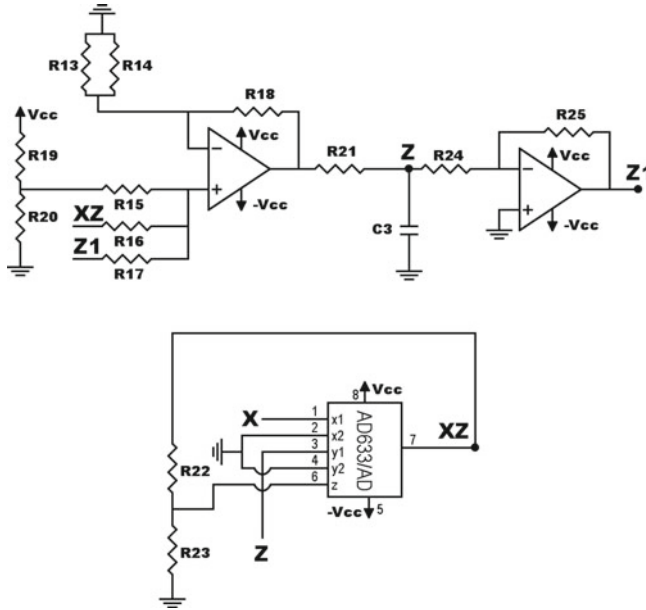 R13 R14
R18
Vcc
Vcc
R19
R15
R20
XZ
R16
Z1
R17
-Vcc
R21
Z
R24
C3
R25
Vcc
Z1
-Vcc
X
R22
R23
Z
1 x1
2 x2
3 y1
4 y2
6 z
8 Vcc
AD633/AD
7
XZ
-Vcc 5